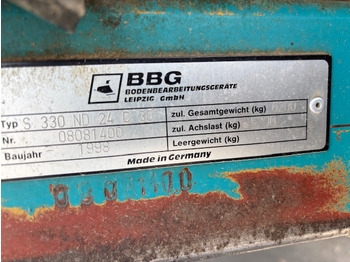 BBG
BODENBEARBEITUNGSGERÄTE
LEIPZIG GmbH
Typ S 330 ND 24
zul. Gesamtgewicht (kg)
Nr. 08081400
zul. Achslast (kg)
Baujahr 1998
Leergewicht (kg)
Made in Germany